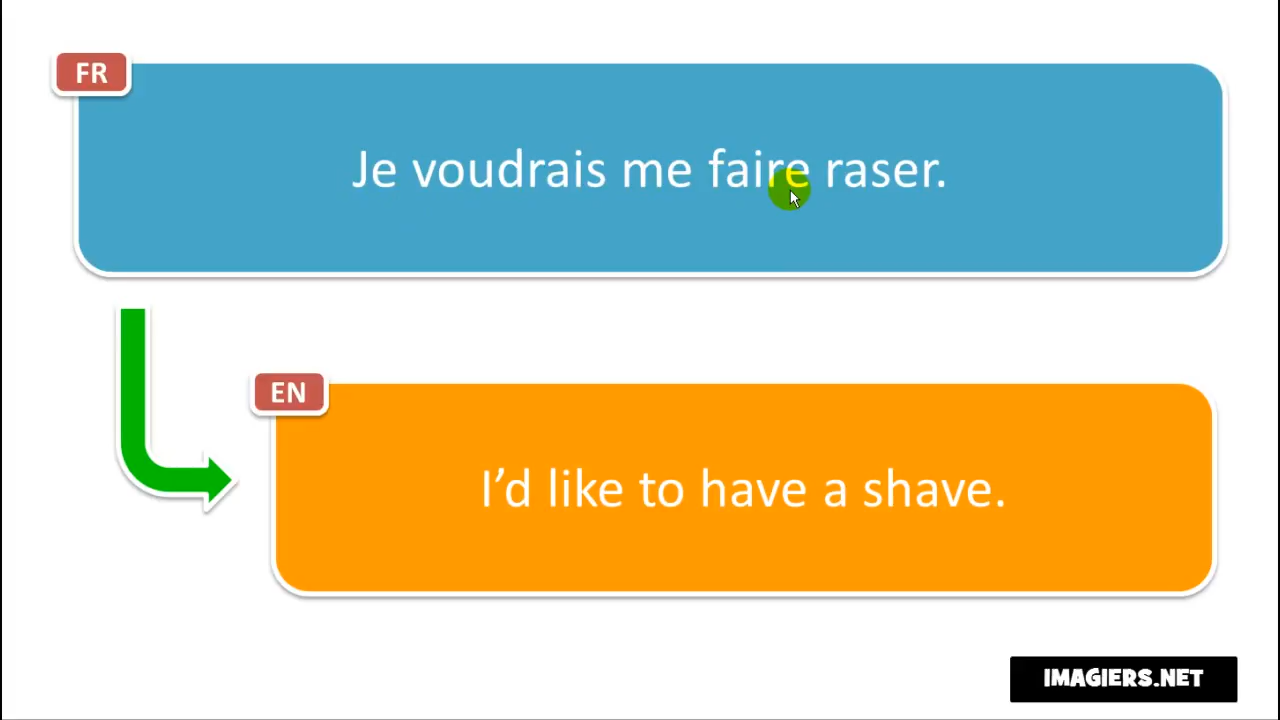 FR
Je voudrais me faire raser.
EN
I’d like to have a shave.
IMAGIERS.NET